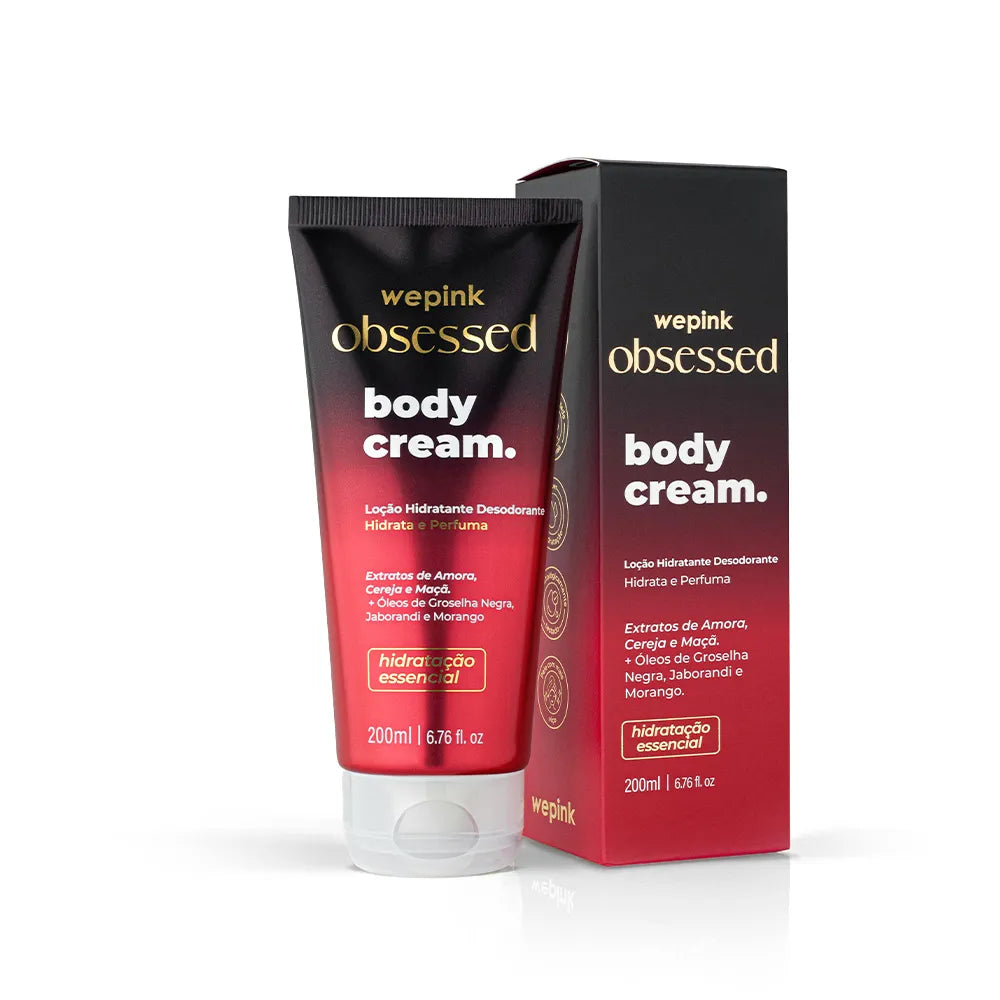 wepink
obsessed
body
cream.
Loção Hidratante Desodorante
Hidrata e Perfuma
Extratos de Amora,
Cereja e Maçã.
+ Óleos de Groselha Negra,
Jaborandi e Morango
hidratação
essencial
200ml | 6.76 fl. oz
wepink
wepink
obsessed
body
cream.
Loção Hidratante Desodorante
Hidrata e Perfuma
Extratos de Amora,
Cereja e Maçã.
+ Óleos de Groselha
Negra, Jaborandi e
Morango.
hidratação
essencial
200ml | 6.76 fl. oz